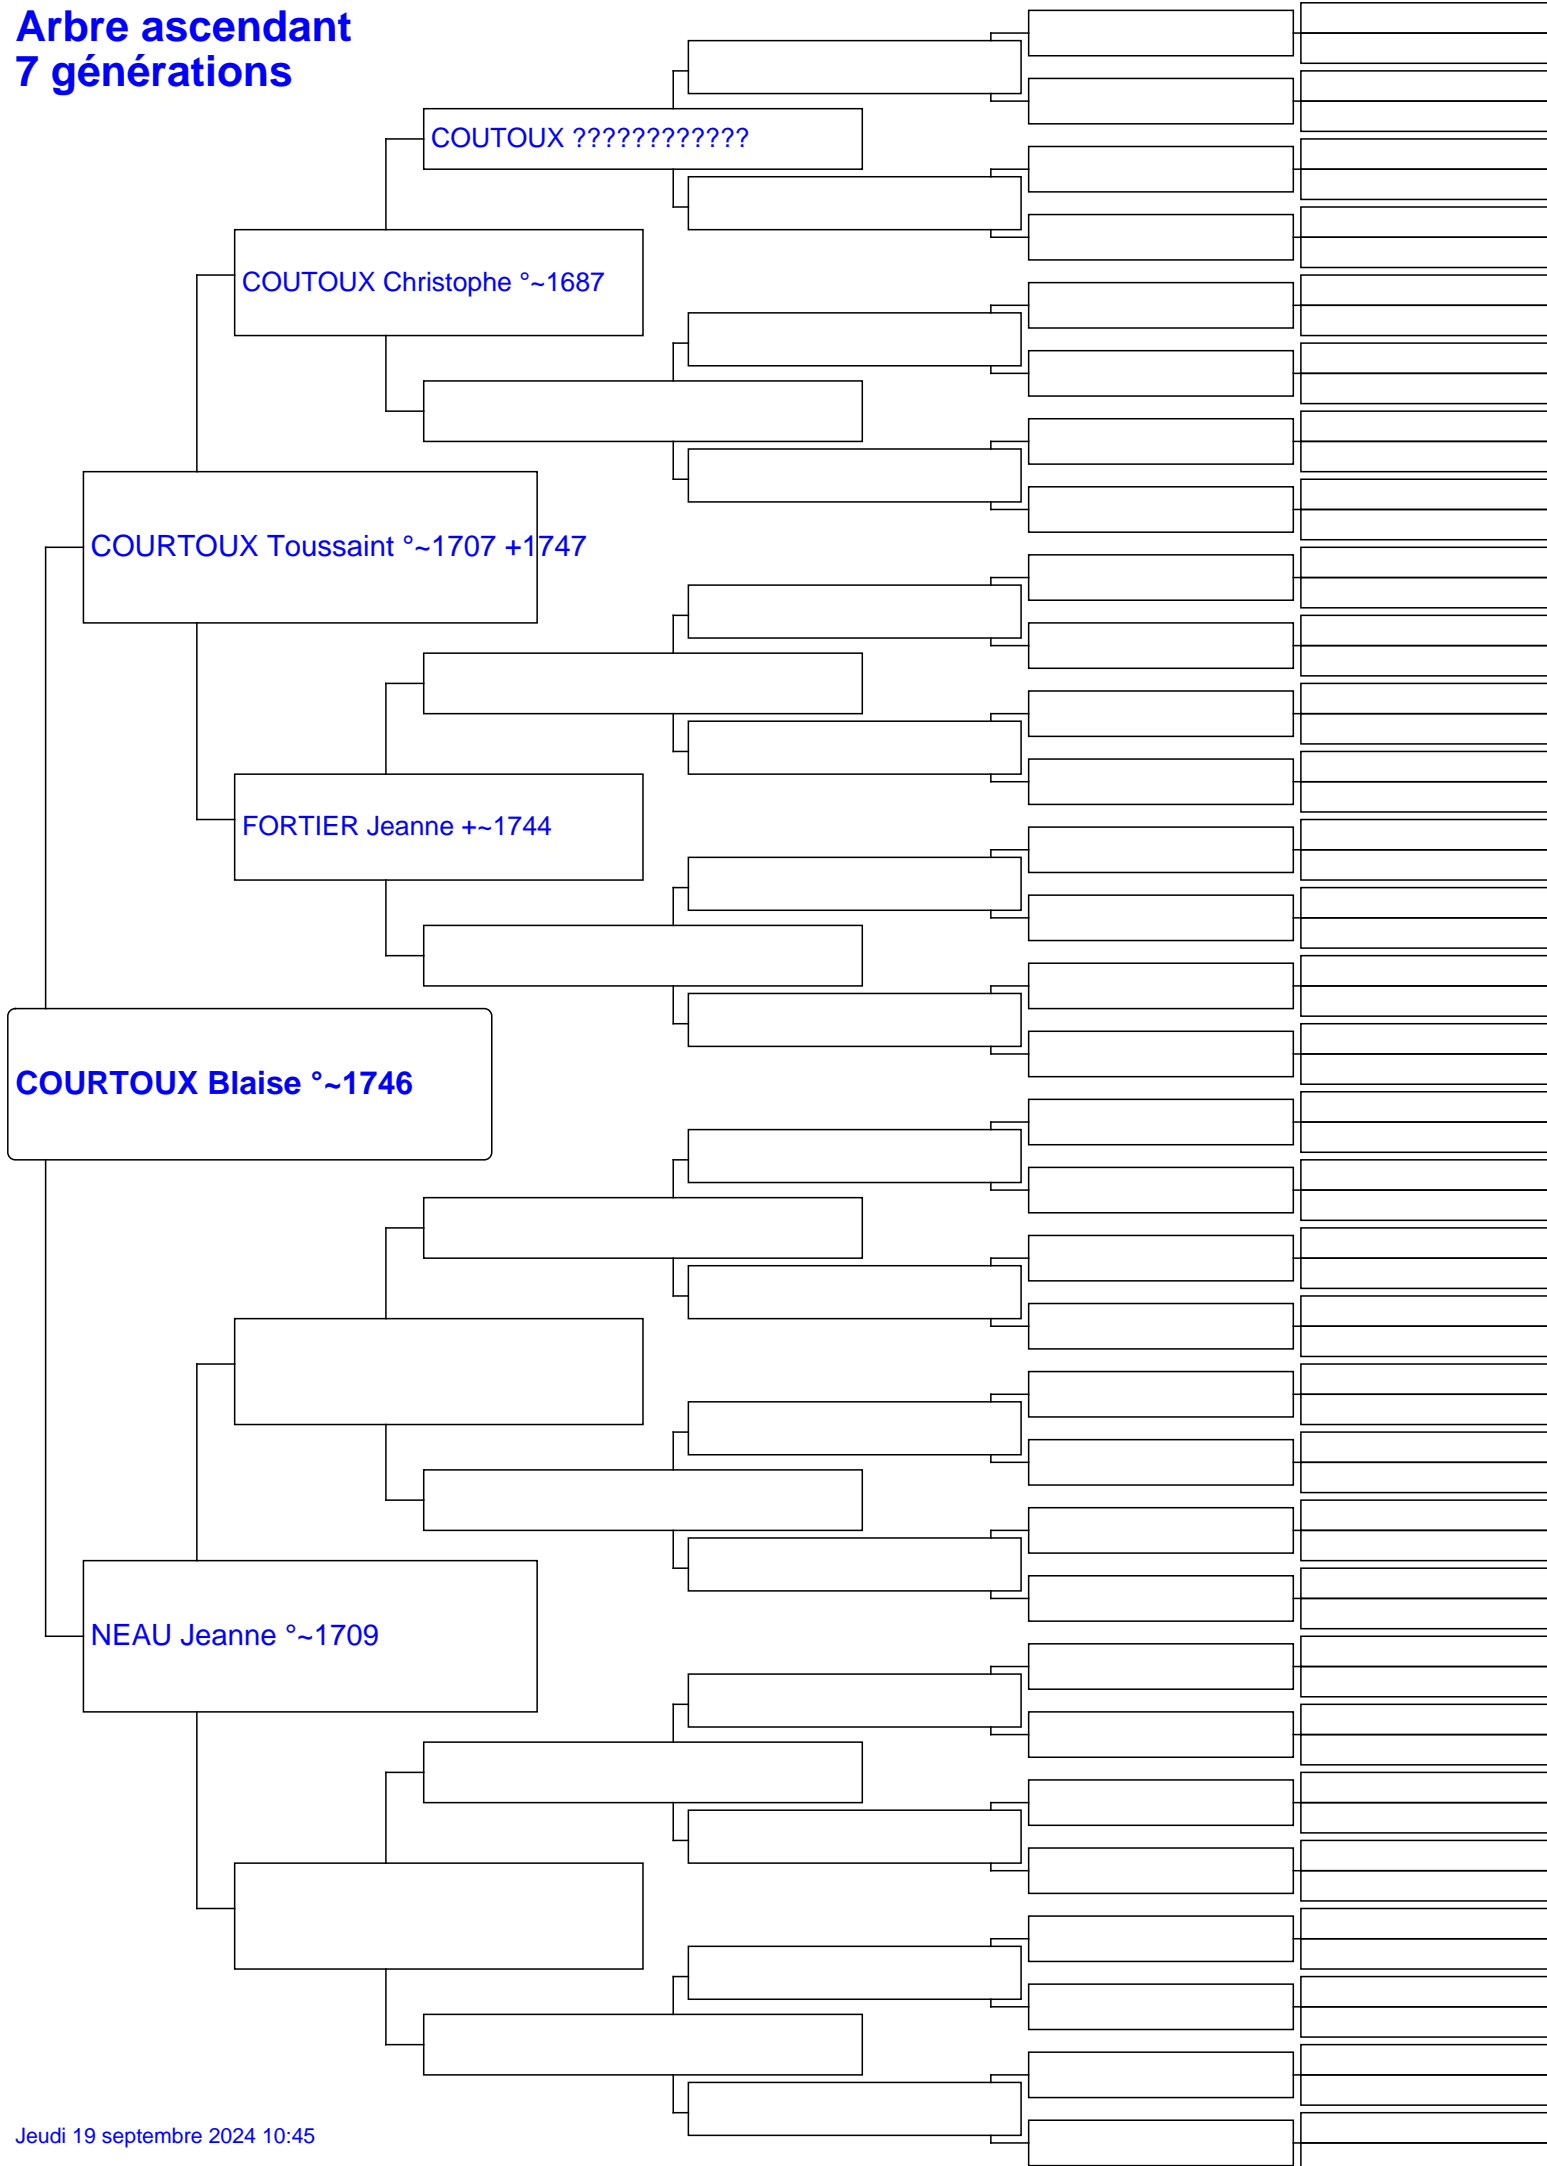 Arbre ascendant
7 générations
COUTOUX ????????????
COUTOUX Christophe °~1687
COURTOUX Toussaint °~1707 +1747
FORTIER Jeanne +~1744
COURTOUX Blaise °~1746
NEAU Jeanne °~1709
Jeudi 19 septembre 2024 10:45